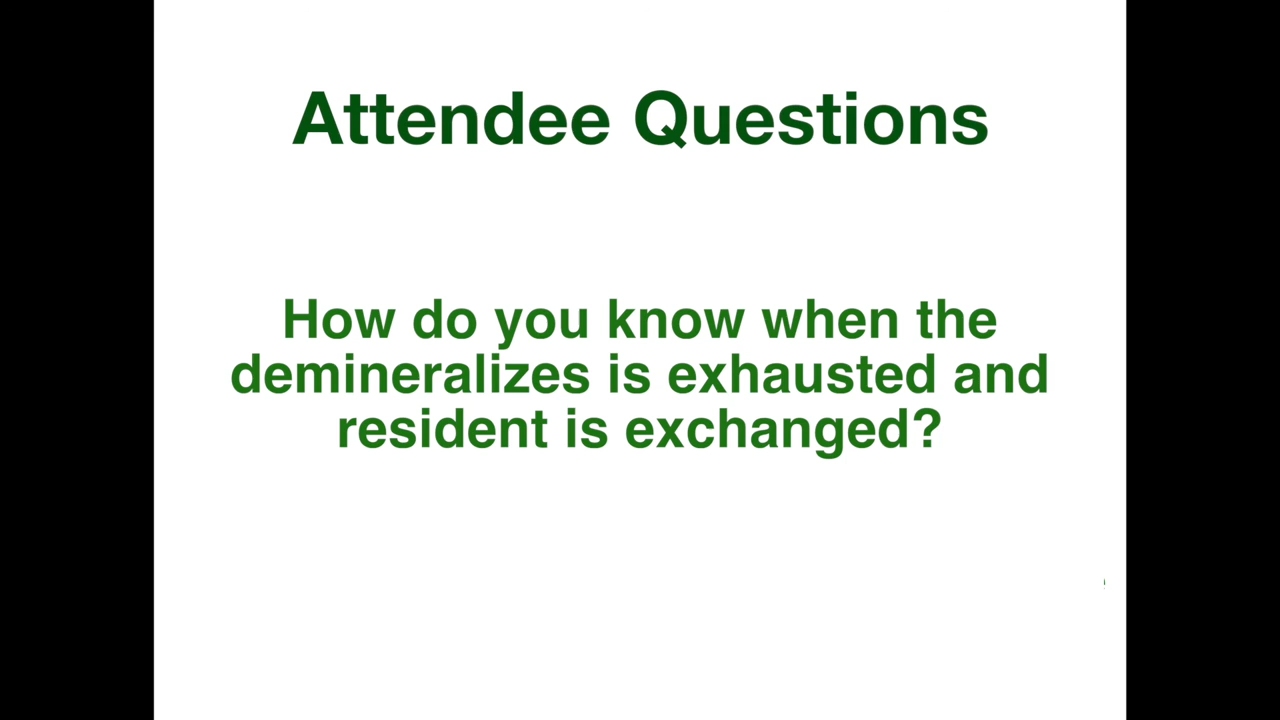 Attendee Questions
How do you know when the
demineralizes is exhausted and
resident is exchanged?